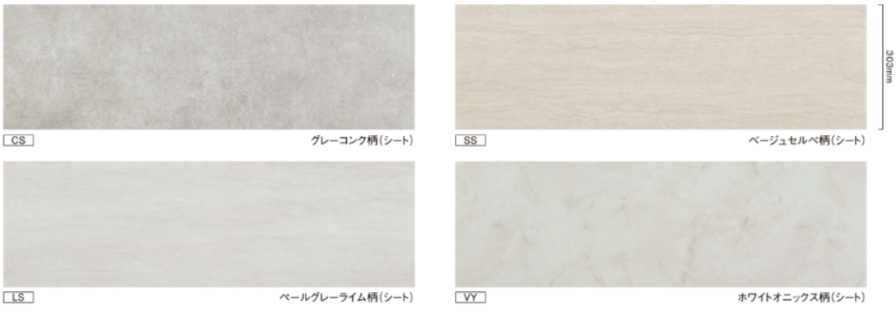 303mm
CS グレーコンク柄(シート)
SS ベージュセルペ柄(シート)
LS ペールグレーライム柄(シート)
VY ホワイトオニックス柄(シート)